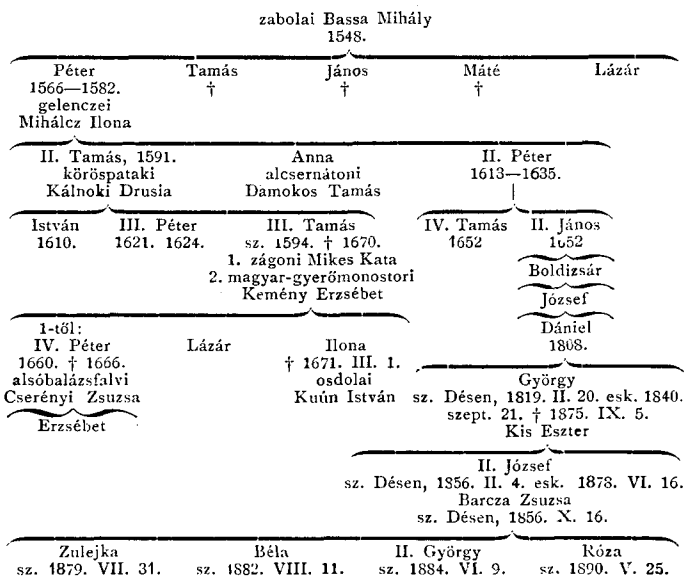 zabolai Bassa Mihály
1548.
Péter Tamás János Máté Lázár
1566—1582. † † †
gelenczei
Mihálcz Ilona
II. Tamás, 1591. Anna II. Péter
köröspataki alcsernátoni 1613—1635.
Kálnoki Drusia Damokos Tamás
István III. Péter III. Tamás IV. Tamás II. János
1610. 1621. 1624. sz. 1594. † 1670. 1652 1652
1. zágoni Mikes Kata
2. magyar-gyerőmonostori Boldizsár
Kemény Erzsébet
József
1-től: Dániel
IV. Péter Lázár Ilona 1808.
1660. † 1666. † 1671. III. 1.
alsóbalázsfalvi osdolai György
Cserényi Zsuzsa Kuún István sz. Désen, 1819. II. 20. esk. 1840.
szept. 21. † 1875. IX. 5.
Erzsébet Kis Eszter
II. József
sz. Désen, 1856. II. 4. esk. 1878. VI. 16.
Barcza Zsuzsa
sz. Désen, 1856. X. 16.
Zulejka Béla II. György Róza
sz. 1879. VII. 31. sz. 1882. VIII. 11. sz. 1884. VI. 9. sz. 1890. V. 25.